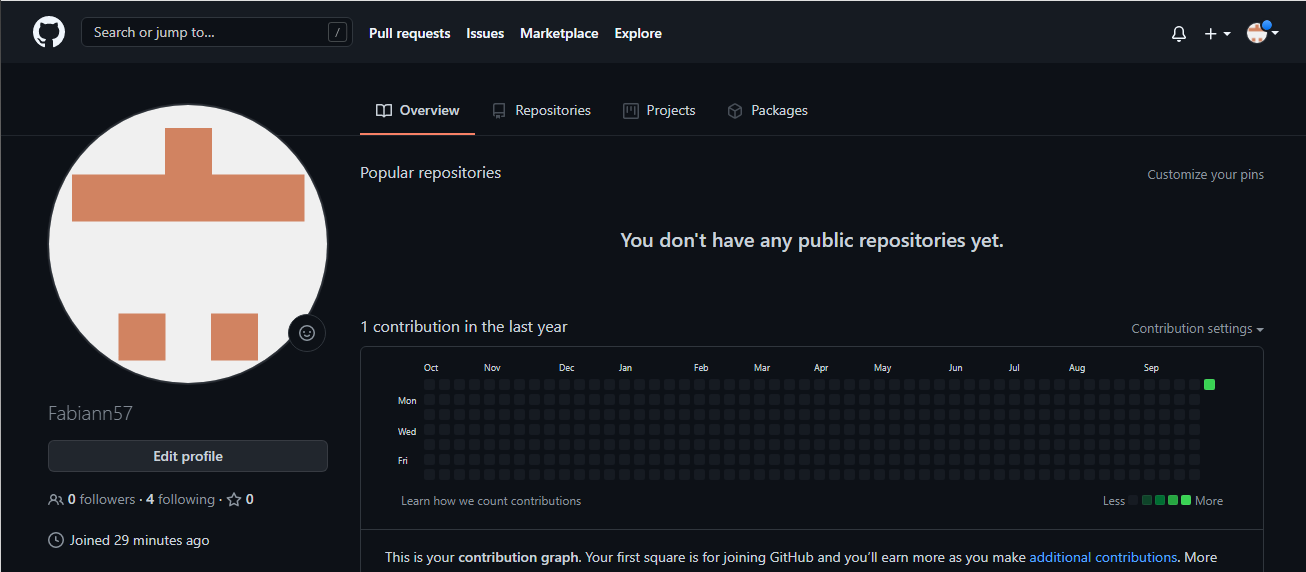 Search or jump to... / Pull requests Issues Marketplace Explore
Overview Repositories Projects Packages
Popular repositories Customize your pins
You don't have any public repositories yet.
1 contribution in the last year Contribution settings
Oct Nov Dec Jan Feb Mar Apr May Jun Jul Aug Sep
Mon
Wed
Fri
Learn how we count contributions Less More
This is your contribution graph. Your first square is for joining GitHub and you'll earn more as you make additional contributions. More
Fabiann57
Edit profile
0 followers · 4 following · 0
Joined 29 minutes ago